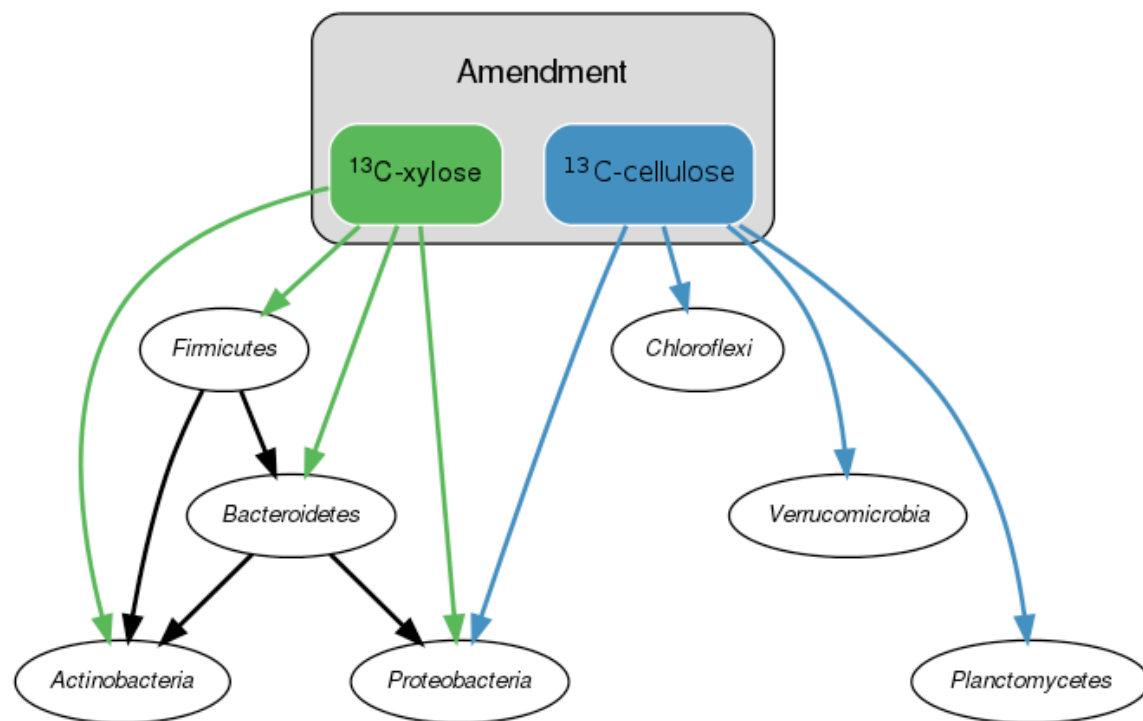 Amendment
¹³C-xylose
¹³C-cellulose
Firmicutes
Chloroflexi
Bacteroidetes
Verrucomicrobia
Actinobacteria
Proteobacteria
Planctomycetes